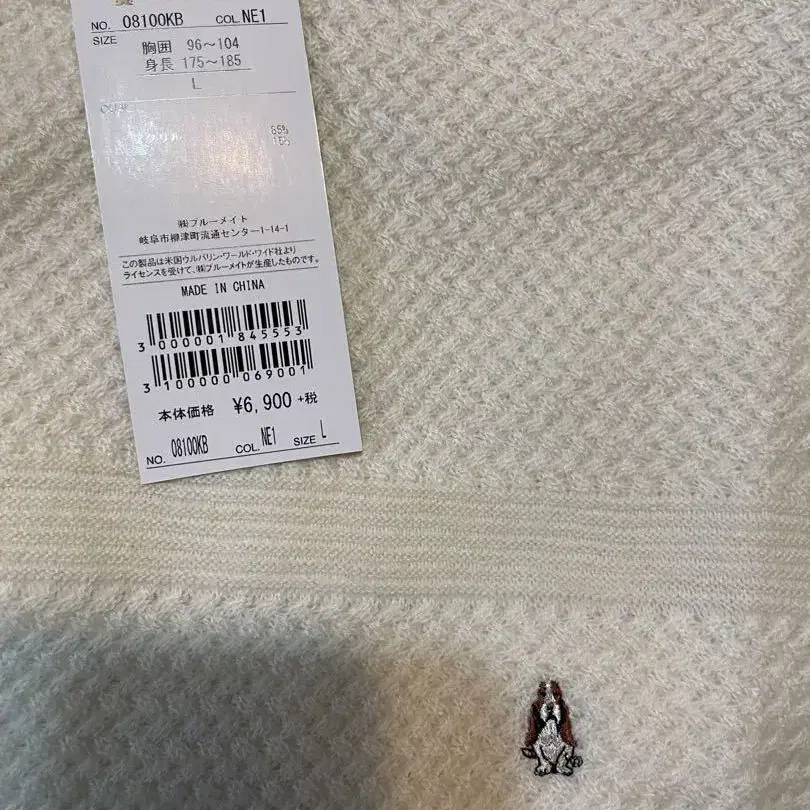 NO. 08100KB COL. NE1
SIZE
胸囲 96~104
身長 175~185
L
85%
15%
㈱ブルーメイト
岐阜市柳津町流通センター1-14-1
この製品は米国ウルバリン・ワールド・ワイド社より
ライセンスを受けて、㈱ブルーメイトが生産したものです。
MADE IN CHINA
3 000001 845553
3 100000 069001
本体価格 ¥6,900 +税
NO. 08100KB COL. NE1 SIZE L